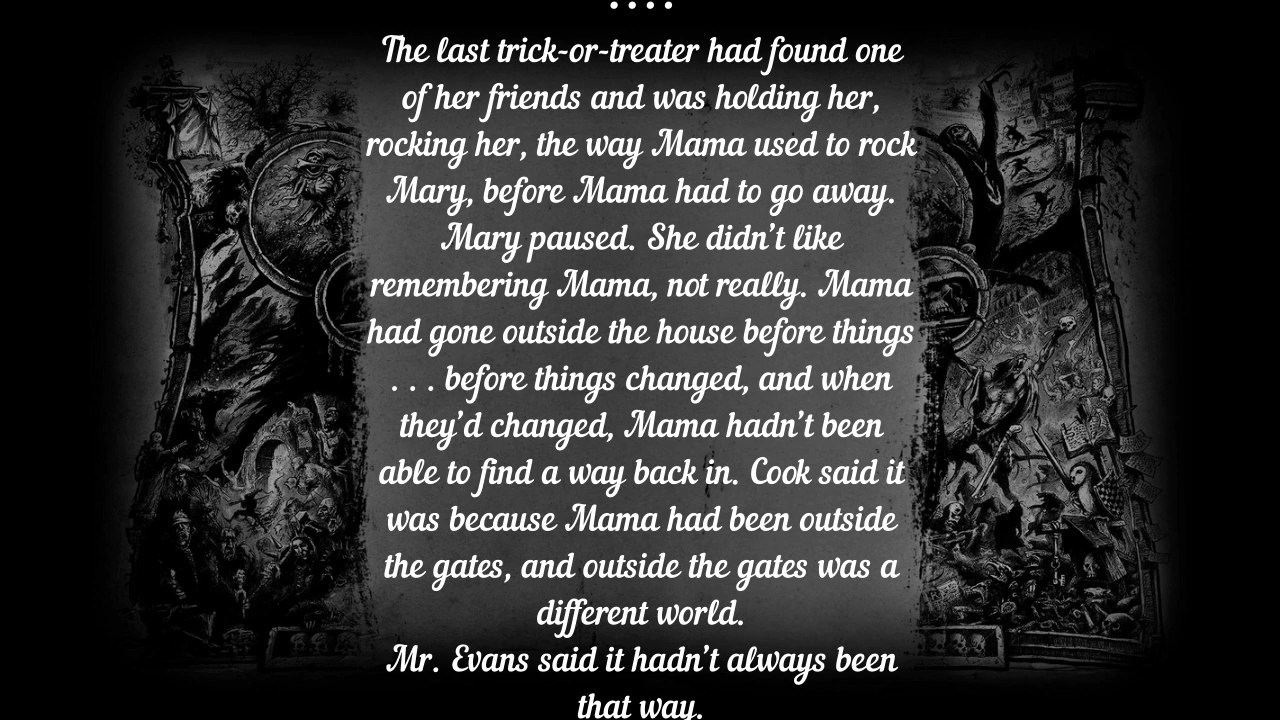 ....
The last trick-or-treater had found one
of her friends and was holding her,
rocking her, the way Mama used to rock
Mary, before Mama had to go away.
Mary paused. She didn’t like
remembering Mama, not really. Mama
had gone outside the house before things
. . . before things changed, and when
they’d changed, Mama hadn’t been
able to find a way back in. Cook said it
was because Mama had been outside
the gates, and outside the gates was a
different world.
Mr. Evans said it hadn’t always been
that way.